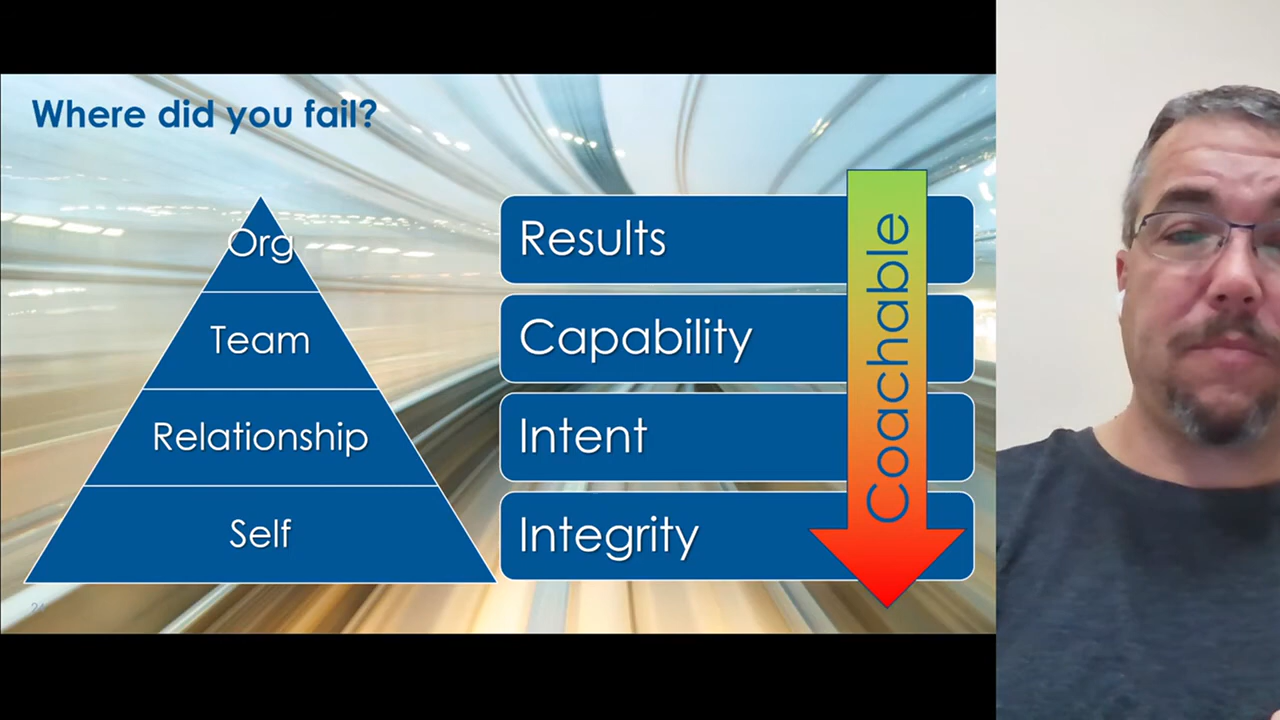 Where did you fail?
Org
Team
Relationship
Self
Results
Capability
Intent
Integrity
Coachable